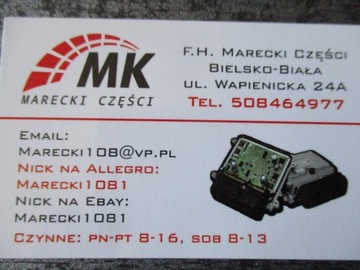 MK
MARECKI CZĘŚCI
F.H. MARECKI CZĘŚCI
BIELSKO-BIAŁA
UL. WAPIENICKA 24A
TEL. 508464977
EMAIL:
MARECKI108@VP.PL
NICK NA ALLEGRO:
MARECKI1081
NICK NA EBAY:
MARECKI1081
CZYNNE: PN-PT 8-16, SOB 8-13